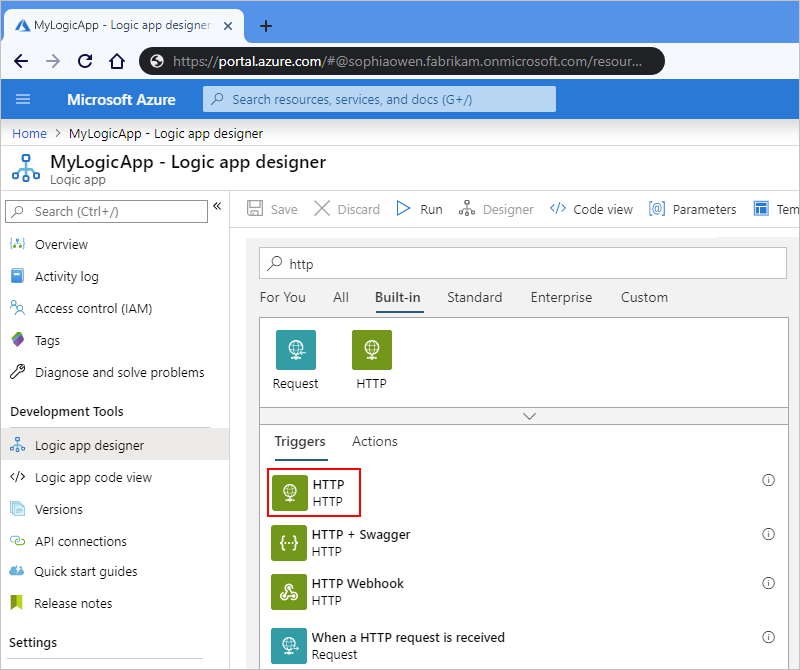 MyLogicApp - Logic app designer
https://portal.azure.com/#@sophiaowen.fabrikam.onmicrosoft.com/resour...
Microsoft Azure
Search resources, services, and docs (G+/)
Home > MyLogicApp - Logic app designer
MyLogicApp - Logic app designer
Logic app
Search (Ctrl+/)
«
Overview
Activity log
Access control (IAM)
Tags
Diagnose and solve problems
Development Tools
Logic app designer
Logic app code view
Versions
API connections
Quick start guides
Release notes
Settings
Save Discard Run Designer Code view Parameters Tem
http
For You All Built-in Standard Enterprise Custom
Request HTTP
Triggers Actions
HTTP
HTTP
HTTP + Swagger
HTTP
HTTP Webhook
HTTP
When a HTTP request is received
Request